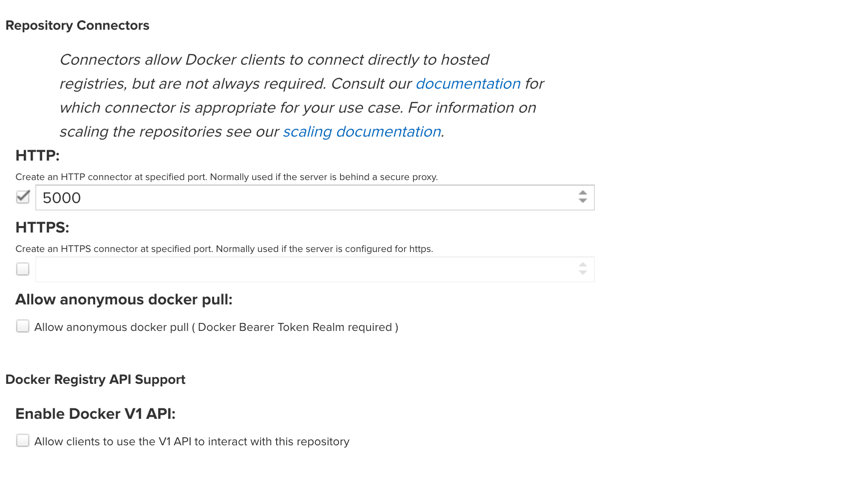 Repository Connectors
Connectors allow Docker clients to connect directly to hosted
registries, but are not always required. Consult our documentation for
which connector is appropriate for your use case. For information on
scaling the repositories see our scaling documentation.
HTTP:
Create an HTTP connector at specified port. Normally used if the server is behind a secure proxy.
5000
HTTPS:
Create an HTTPS connector at specified port. Normally used if the server is configured for https.
Allow anonymous docker pull:
Allow anonymous docker pull ( Docker Bearer Token Realm required )
Docker Registry API Support
Enable Docker V1 API:
Allow clients to use the V1 API to interact with this repository